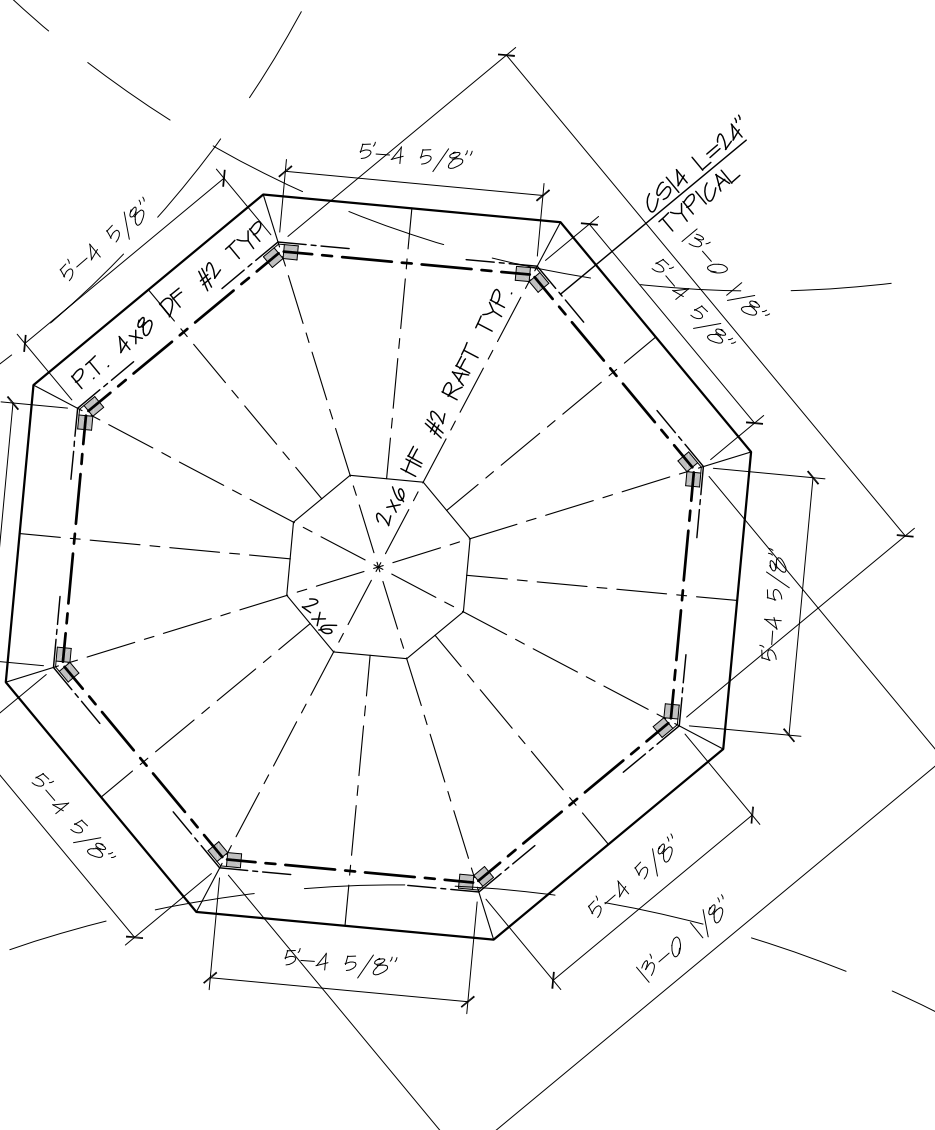 5'-4 5/8"
CS14 L=24"
TYPICAL
13'-0 1/8"
5'-4 5/8"
5'-4 5/8"
P.T. 4x8 DF #2 TYP.
2x6 HF #2 RAFT TYP.
2x6
5'-4 5/8"
5'-4 5/8"
5'-4 5/8"
13'-0 1/8"
5'-4 5/8"